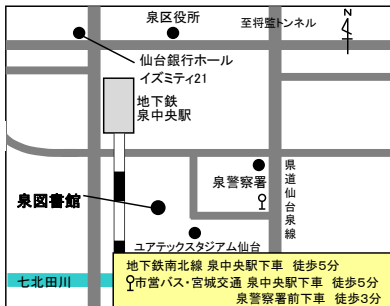 泉区役所
至将監トンネル
仙台銀行ホール
イズミティ21
地下鉄
泉中央駅
泉警察署
県道仙台泉線
泉図書館
ユアテックスタジアム仙台
七北田川
地下鉄南北線 泉中央駅下車 徒歩5分
市営バス・宮城交通 泉中央駅下車 徒歩5分
泉警察署前下車 徒歩3分